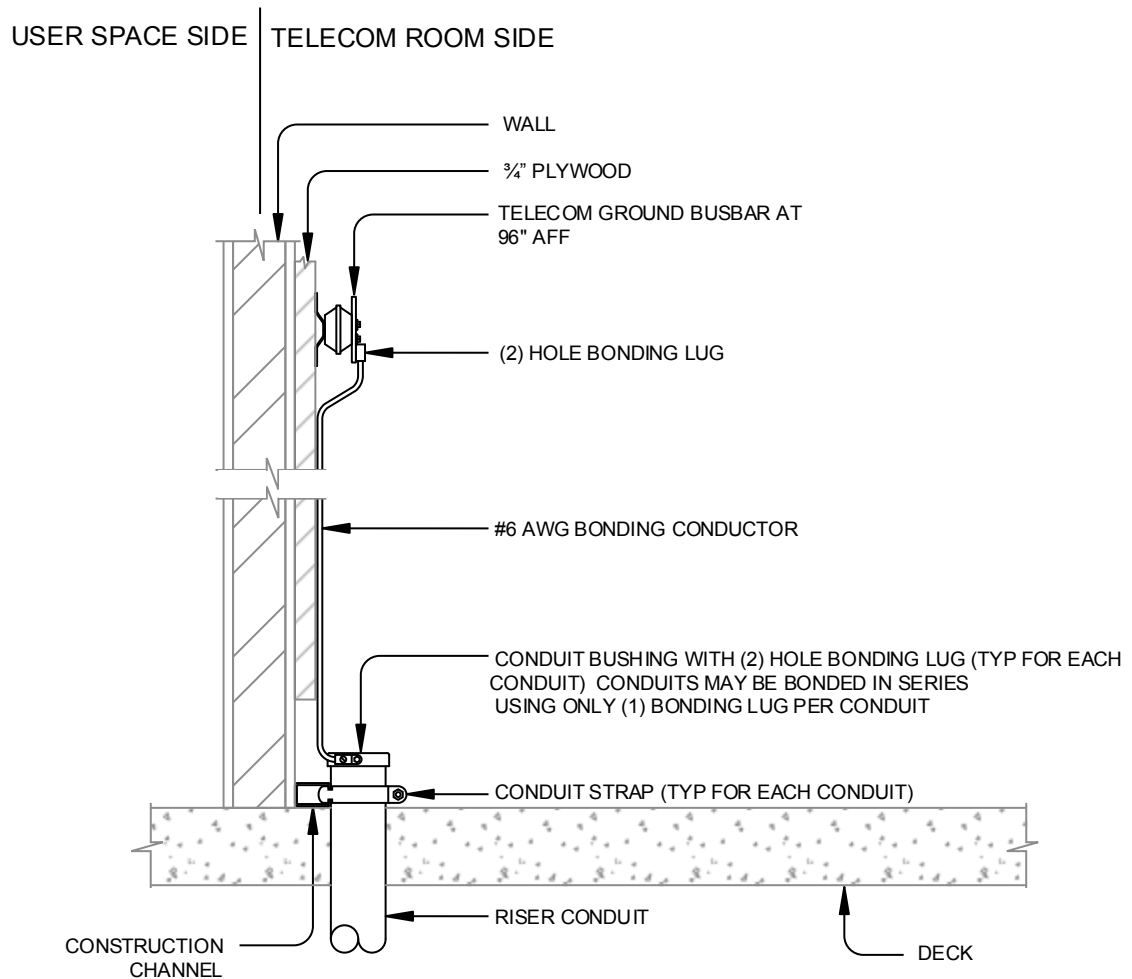 USER SPACE SIDE
TELECOM ROOM SIDE
WALL
¾” PLYWOOD
TELECOM GROUND BUSBAR AT
96" AFF
(2) HOLE BONDING LUG
#6 AWG BONDING CONDUCTOR
CONDUIT BUSHING WITH (2) HOLE BONDING LUG (TYP FOR EACH
CONDUIT) CONDUITS MAY BE BONDED IN SERIES
USING ONLY (1) BONDING LUG PER CONDUIT
CONDUIT STRAP (TYP FOR EACH CONDUIT)
RISER CONDUIT
CONSTRUCTION
CHANNEL
DECK